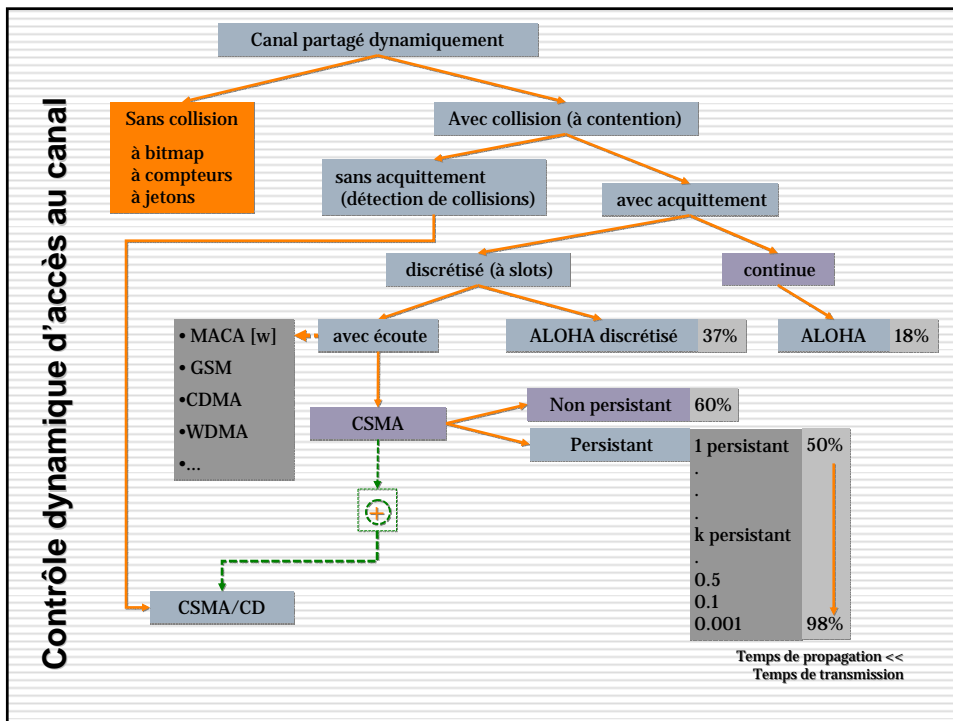 Contrôle dynamique d'accès au canal
Canal partagé dynamiquement
Sans collision
à bitmap
à compteurs
à jetons
Avec collision (à contention)
sans acquittement
(détection de collisions)
avec acquittement
discrétisé (à slots)
continue
• MACA [w]
• GSM
•CDMA
•WDMA
•...
avec écoute
ALOHA discrétisé 37%
ALOHA 18%
CSMA
Non persistant 60%
Persistant
1 persistant 50%
.
.
.
k persistant
.
0.5
0.1
0.001 98%
+
CSMA/CD
Temps de propagation <<
Temps de transmission